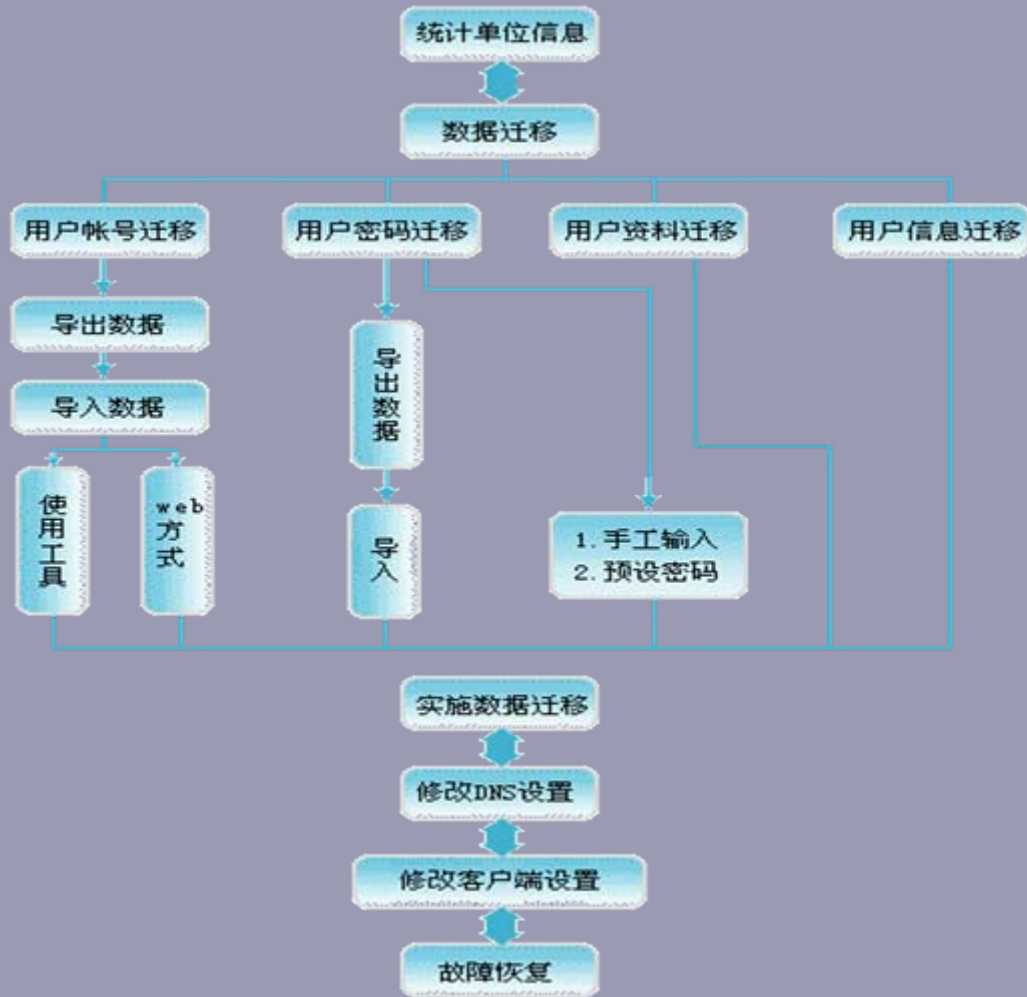 统计单位信息
数据迁移
用户帐号迁移
用户密码迁移
用户资料迁移
用户信息迁移
导出数据
导入数据
使用工具
web方式
导出数据
导入
1.手工输入
2.预设密码
实施数据迁移
修改DNS设置
修改客户端设置
故障恢复